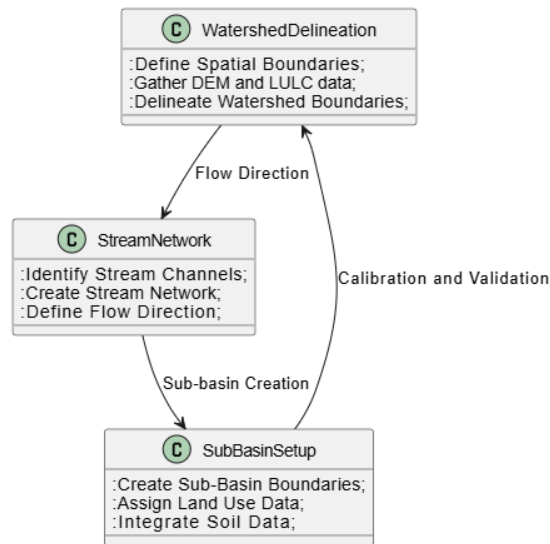 C WatershedDelineation
:Define Spatial Boundaries;
:Gather DEM and LULC data;
:Delineate Watershed Boundaries;
Flow Direction
C StreamNetwork
:Identify Stream Channels;
:Create Stream Network;
:Define Flow Direction;
Calibration and Validation
Sub-basin Creation
C SubBasinSetup
:Create Sub-Basin Boundaries;
:Assign Land Use Data;
:Integrate Soil Data;